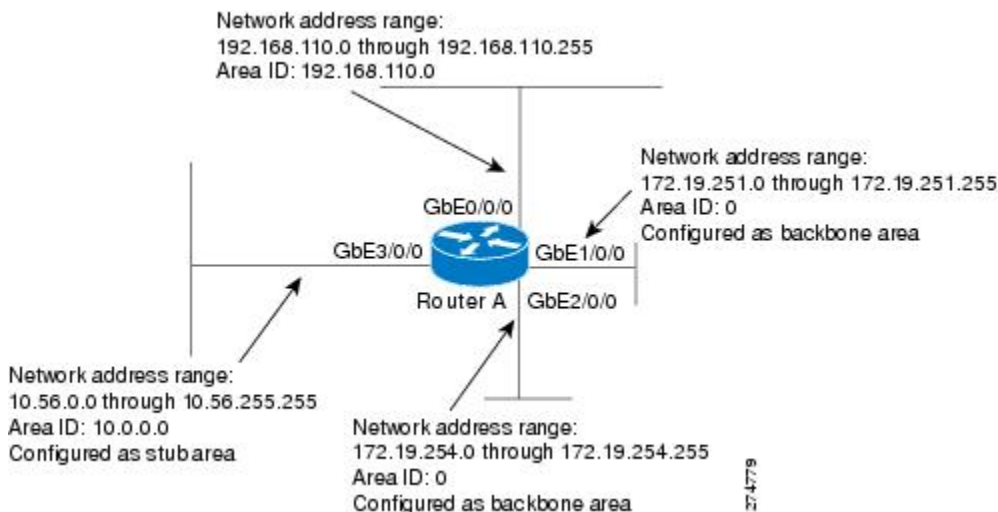 Network address range:
192.168.110.0 through 192.168.110.255
Area ID: 192.168.110.0
Network address range:
172.19.251.0 through 172.19.251.255
Area ID: 0
Configured as backbone area
GbE0/0/0
GbE3/0/0
GbE1/0/0
Router A
GbE2/0/0
Network address range:
10.56.0.0 through 10.56.255.255
Area ID: 10.0.0.0
Configured as stub area
Network address range:
172.19.254.0 through 172.19.254.255
Area ID: 0
Configured as backbone area
274779